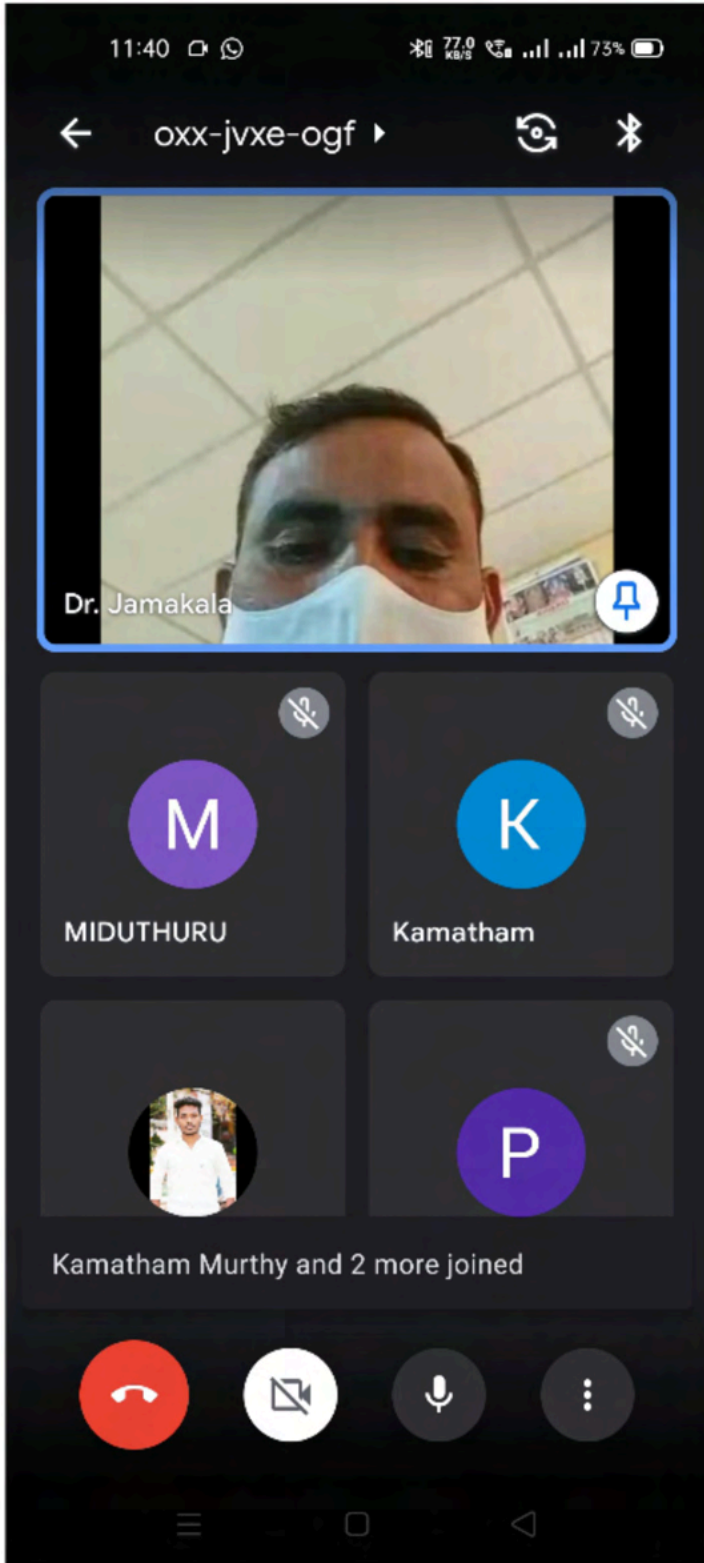 11:40 77.0 KB/S 73%
oxx-jvxe-ogf
Dr. Jamakala
M
K
MIDUTHURU
Kamatham
P
Kamatham Murthy and 2 more joined